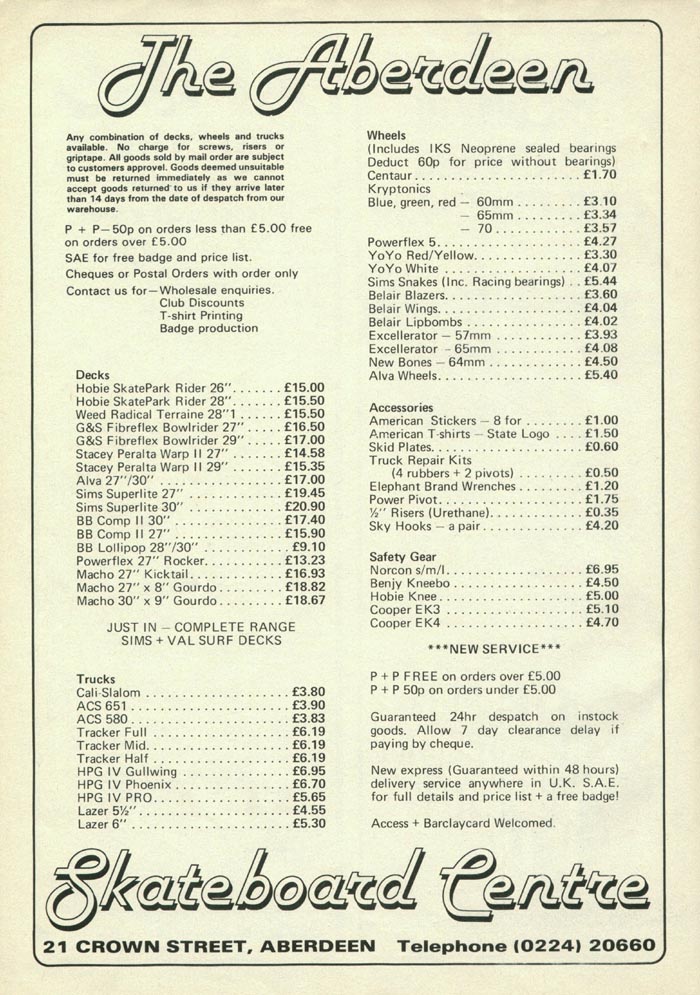 The Aberdeen
Any combination of decks, wheels and trucks
available. No charge for screws, risers or
griptape. All goods sold by mail order are subject
to customers approvel. Goods deemed unsuitable
must be returned immediately as we cannot
accept goods returned to us if they arrive later
than 14 days from the date of despatch from our
warehouse.
P + P—50p on orders less than £5.00 free
on orders over £5.00
SAE for free badge and price list.
Cheques or Postal Orders with order only
Contact us for—Wholesale enquiries.
Club Discounts
T-shirt Printing
Badge production
Decks
Hobie SkatePark Rider 26″ . . . . . . . £15.00
Hobie SkatePark Rider 28″ . . . . . . . £15.50
Weed Radical Terraine 28″1 . . . . . . £15.50
G&S Fibreflex Bowlrider 27″ . . . . . £16.50
G&S Fibreflex Bowlrider 29″ . . . . . £17.00
Stacey Peralta Warp II 27″ . . . . . . . £14.58
Stacey Peralta Warp II 29″ . . . . . . . £15.35
Alva 27″/30″ . . . . . . . . . . . . . . . . £17.00
Sims Superlite 27″ . . . . . . . . . . . . £19.45
Sims Superlite 30″ . . . . . . . . . . . . £20.90
BB Comp II 30″ . . . . . . . . . . . . . . £17.40
BB Comp II 27″ . . . . . . . . . . . . . . £15.90
BB Lollipop 28″/30″ . . . . . . . . . . . £9.10
Powerflex 27″ Rocker. . . . . . . . . . £13.23
Macho 27″ Kicktail. . . . . . . . . . . . £16.93
Macho 27″ x 8″ Gourdo . . . . . . . . £18.82
Macho 30″ x 9″ Gourdo . . . . . . . . £18.67
JUST IN — COMPLETE RANGE
SIMS + VAL SURF DECKS
Trucks
Cali-Slalom . . . . . . . . . . . . . . . . . £3.80
ACS 651 . . . . . . . . . . . . . . . . . . . £3.90
ACS 580 . . . . . . . . . . . . . . . . . . . £3.83
Tracker Full . . . . . . . . . . . . . . . . . £6.19
Tracker Mid. . . . . . . . . . . . . . . . . £6.19
Tracker Half . . . . . . . . . . . . . . . . £6.19
HPG IV Gullwing . . . . . . . . . . . . . £6.95
HPG IV Phoenix . . . . . . . . . . . . . . £6.70
HPG IV PRO. . . . . . . . . . . . . . . . £5.65
Lazer 5½″ . . . . . . . . . . . . . . . . . . £4.55
Lazer 6″ . . . . . . . . . . . . . . . . . . . £5.30
Wheels
(Includes IKS Neoprene sealed bearings
Deduct 60p for price without bearings)
Centaur . . . . . . . . . . . . . . . . . . . . £1.70
Kryptonics
Blue, green, red — 60mm . . . . . . . . . £3.10
— 65mm . . . . . . . . . £3.34
— 70 . . . . . . . . . . . £3.57
Powerflex 5. . . . . . . . . . . . . . . . . . £4.27
YoYo Red/Yellow. . . . . . . . . . . . . . £3.30
YoYo White . . . . . . . . . . . . . . . . . £4.07
Sims Snakes (Inc. Racing bearings) . . £5.44
Belair Blazers. . . . . . . . . . . . . . . . . £3.60
Belair Wings. . . . . . . . . . . . . . . . . . £4.04
Belair Lipbombs . . . . . . . . . . . . . . £4.02
Excellerator — 57mm . . . . . . . . . . . £3.93
Excellerator - 65mm . . . . . . . . . . . £4.08
New Bones — 64mm . . . . . . . . . . . . £4.50
Alva Wheels. . . . . . . . . . . . . . . . . . £5.40
Accessories
American Stickers — 8 for . . . . . . . . £1.00
American T-shirts — State Logo . . . . £1.50
Skid Plates. . . . . . . . . . . . . . . . . . . £0.60
Truck Repair Kits
(4 rubbers + 2 pivots) . . . . . . . . . £0.50
Elephant Brand Wrenches . . . . . . . . £1.20
Power Pivot. . . . . . . . . . . . . . . . . . £1.75
½″ Risers (Urethane). . . . . . . . . . . . £0.35
Sky Hooks — a pair . . . . . . . . . . . . . £4.20
Safety Gear
Norcon s/m/l. . . . . . . . . . . . . . . . . £6.95
Benjy Kneebo . . . . . . . . . . . . . . . . £4.50
Hobie Knee. . . . . . . . . . . . . . . . . . £5.00
Cooper EK3 . . . . . . . . . . . . . . . . . £5.10
Cooper EK4 . . . . . . . . . . . . . . . . . £4.70
***NEW SERVICE***
P + P FREE on orders over £5.00
P + P 50p on orders under £5.00
Guaranteed 24hr despatch on instock
goods. Allow 7 day clearance delay if
paying by cheque.
New express (Guaranteed within 48 hours)
delivery service anywhere in U.K. S.A.E.
for full details and price list + a free badge!
Access + Barclaycard Welcomed.
Skateboard Centre
21 CROWN STREET, ABERDEEN Telephone (0224) 20660